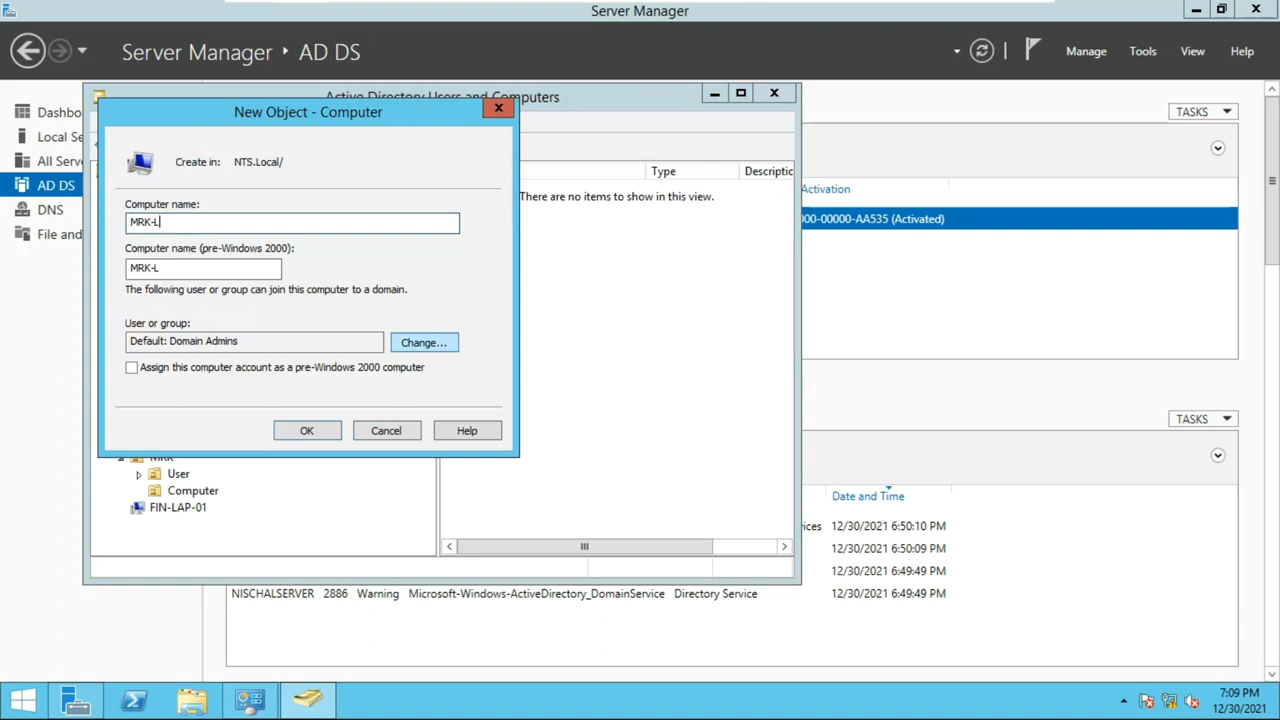 Server Manager
Server Manager ‣ AD DS
Manage
Tools
View
Help
Dashbo
Local Se
All Serve
AD DS
DNS
File and
Active Directory Users and Computers
New Object - Computer
Create in: NTS.Local/
Computer name:
MRK-L
Computer name (pre-Windows 2000):
MRK-L
The following user or group can join this computer to a domain.
User or group:
Default: Domain Admins
Change...
Assign this computer account as a pre-Windows 2000 computer
OK
Cancel
Help
Type
Descriptic
There are no items to show in this view.
MRK
User
Computer
FIN-LAP-01
TASKS
Activation
000-00000-AA535 (Activated)
TASKS
Date and Time
ices 12/30/2021 6:50:10 PM
12/30/2021 6:50:09 PM
12/30/2021 6:49:49 PM
NISCHALSERVER 2886 Warning Microsoft-Windows-ActiveDirectory_DomainService Directory Service 12/30/2021 6:49:49 PM
7:09 PM
12/30/2021